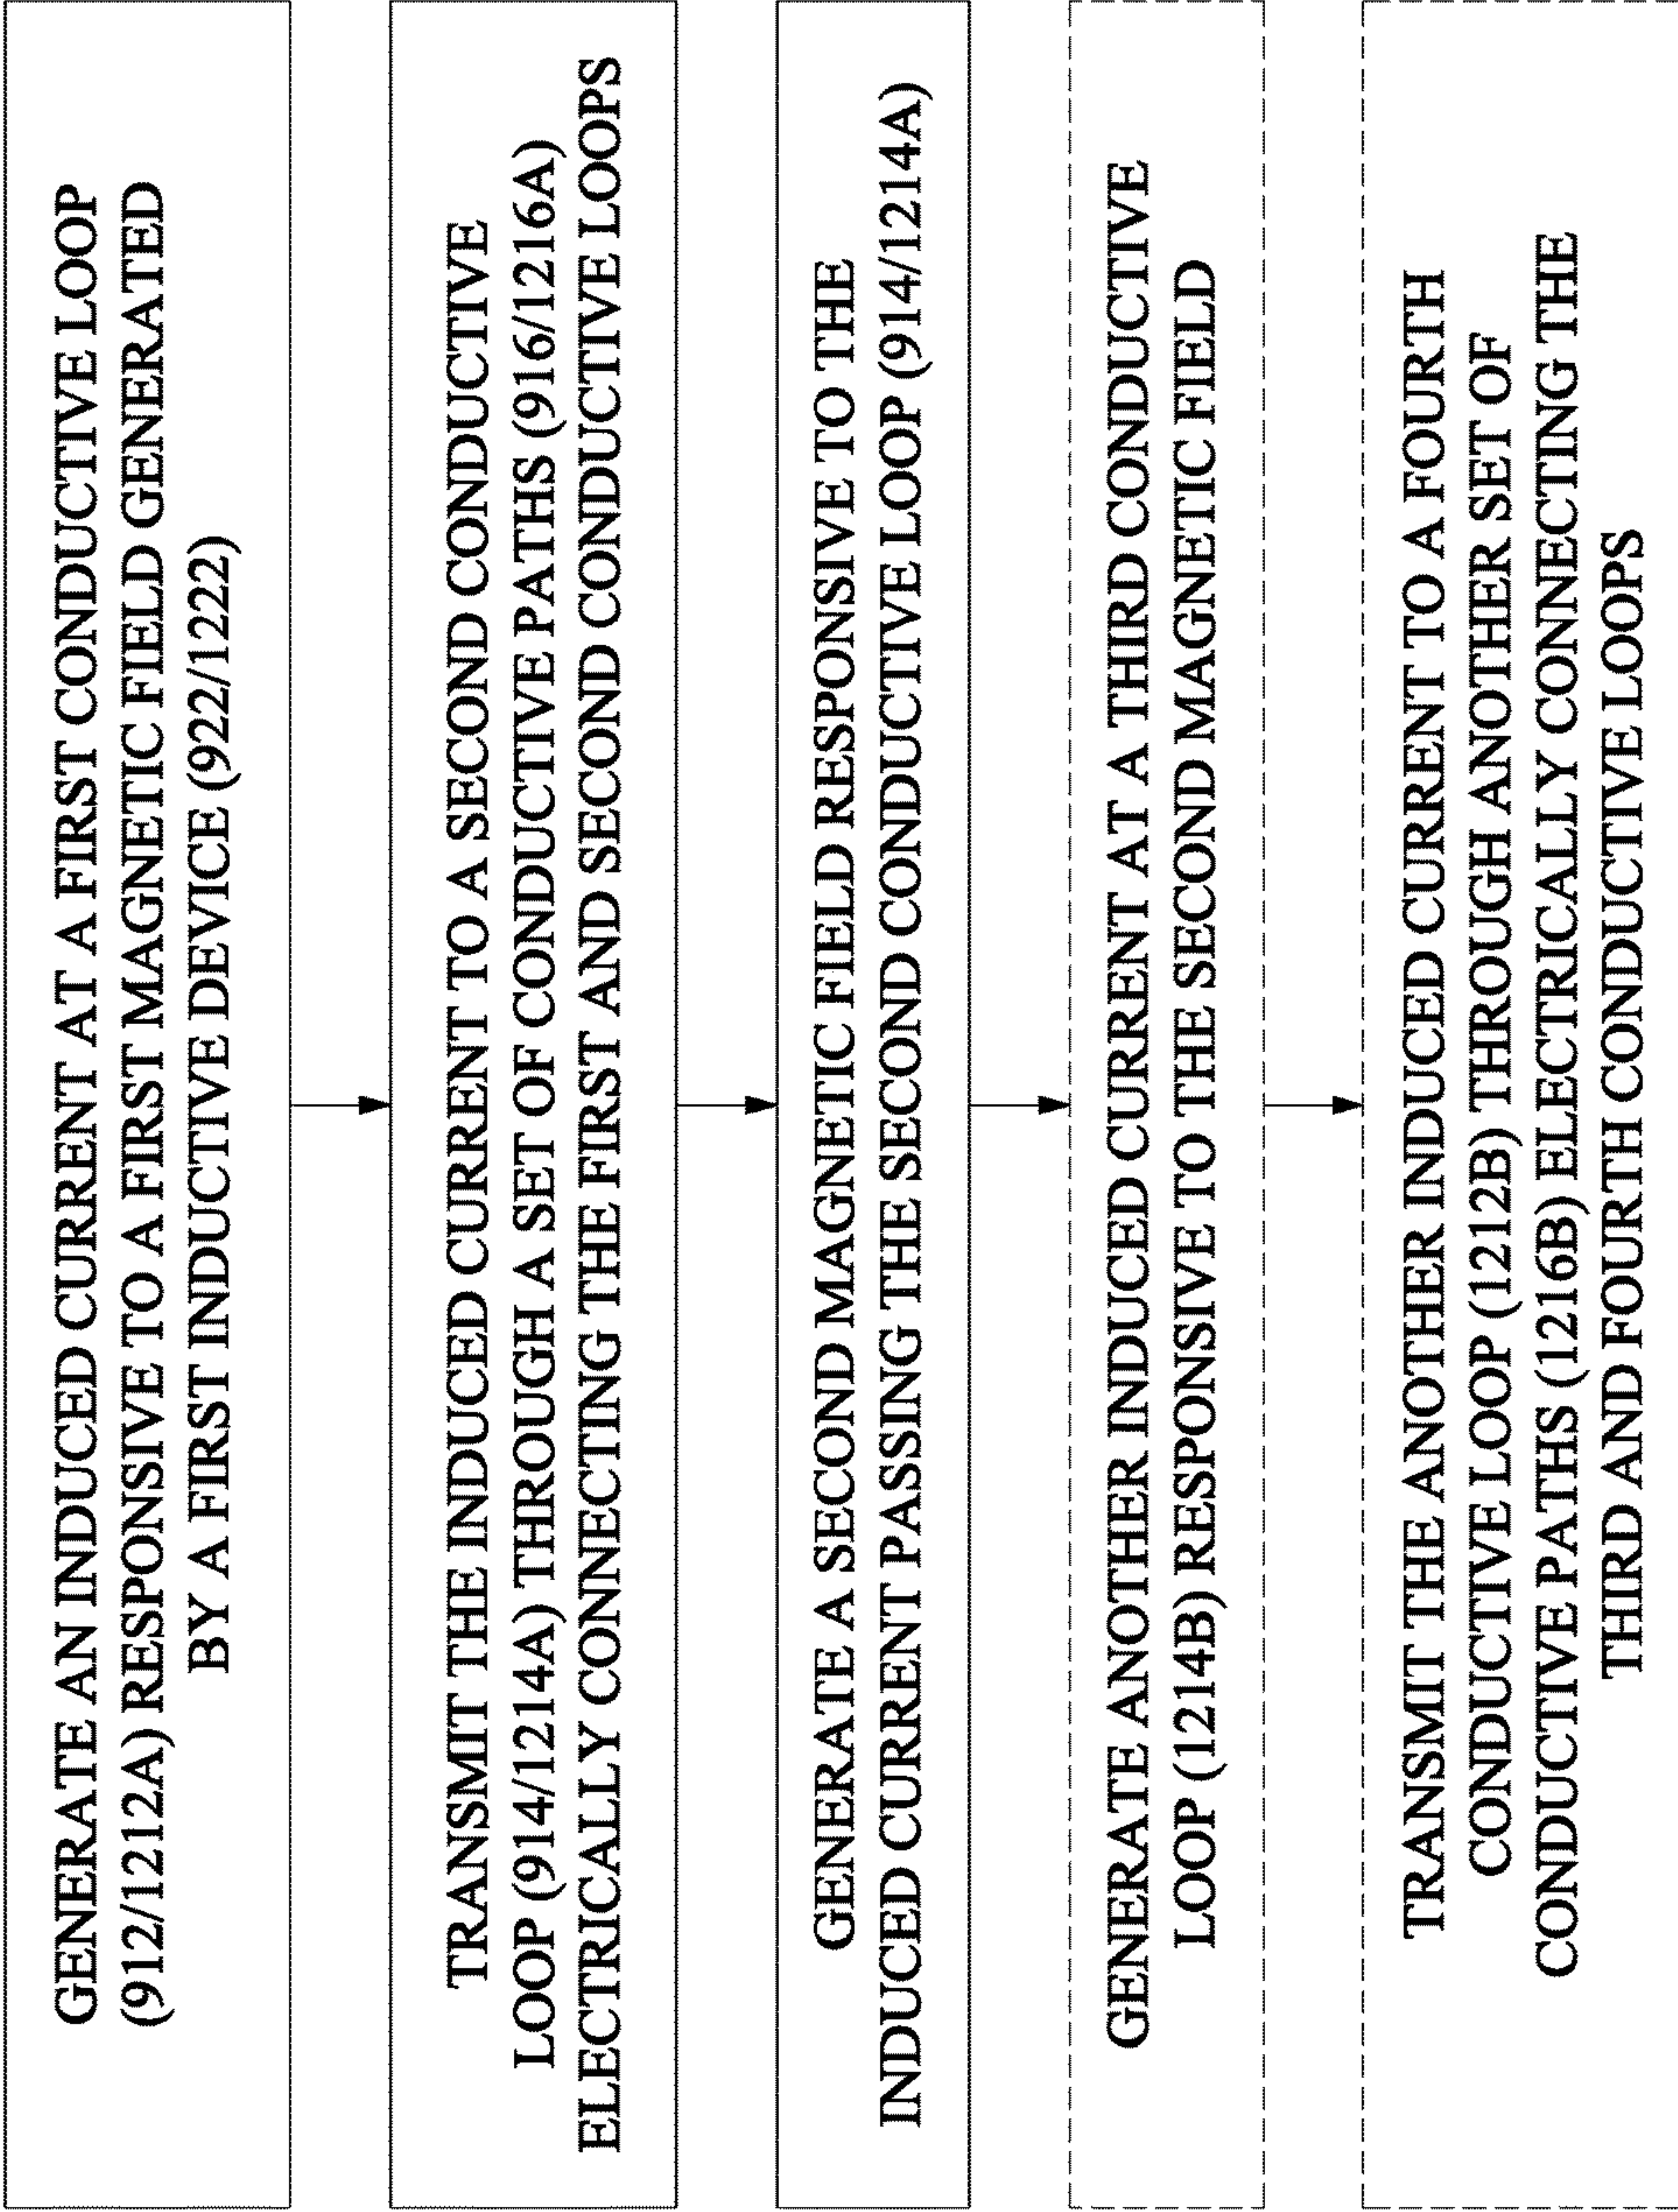 GENERATE AN INDUCED CURRENT AT A FIRST CONDUCTIVE LOOP
(912/1212A) RESPONSIVE TO A FIRST MAGNETIC FIELD GENERATED
BY A FIRST INDUCTIVE DEVICE (922/1222)
TRANSMIT THE INDUCED CURRENT TO A SECOND CONDUCTIVE
LOOP (914/1214A) THROUGH A SET OF CONDUCTIVE PATHS (916/1216A)
ELECTRICALLY CONNECTING THE FIRST AND SECOND CONDUCTIVE LOOPS
GENERATE A SECOND MAGNETIC FIELD RESPONSIVE TO THE
INDUCED CURRENT PASSING THE SECOND CONDUCTIVE LOOP (914/1214A)
GENERATE ANOTHER INDUCED CURRENT AT A THIRD CONDUCTIVE
LOOP (1214B) RESPONSIVE TO THE SECOND MAGNETIC FIELD
TRANSMIT THE ANOTHER INDUCED CURRENT TO A FOURTH
CONDUCTIVE LOOP (1212B) THROUGH ANOTHER SET OF
CONDUCTIVE PATHS (1216B) ELECTRICALLY CONNECTING THE
THIRD AND FOURTH CONDUCTIVE LOOPS